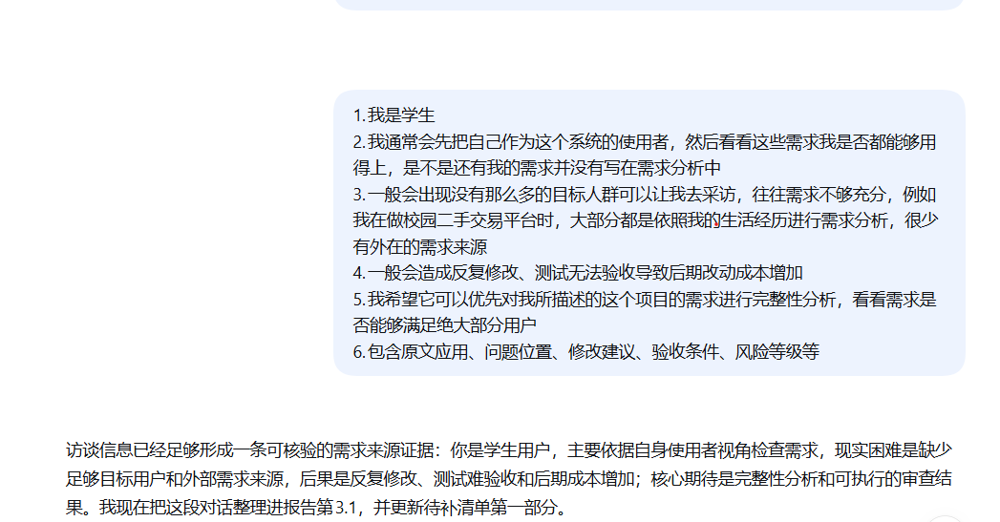 1.我是学生
2.我通常会先把自己作为这个系统的使用者，然后看看这些需求我是否都能够用
得上，是不是还有我的需求并没有写在需求分析中
3.一般会出现没有那么多的目标人群可以让我去采访，往往需求不够充分，例如
我在做校园二手交易平台时，大部分都是依照我的生活经历进行需求分析，很少
有外在的需求来源
4.一般会造成反复修改、测试无法验收导致后期改动成本增加
5.我希望它可以优先对我所描述的这个项目的需求进行完整性分析，看看需求是
否能够满足绝大部分用户
6.包含原文应用、问题位置、修改建议、验收条件、风险等级等
访谈信息已经足够形成一条可核验的需求来源证据：你是学生用户，主要依据自身使用者视角检查需求，现实困难是缺少
足够目标用户和外部需求来源，后果是反复修改、测试难验收和后期成本增加；核心期待是完整性分析和可执行的审查结
果。我现在把这段对话整理进报告第3.1，并更新待补清单第一部分。